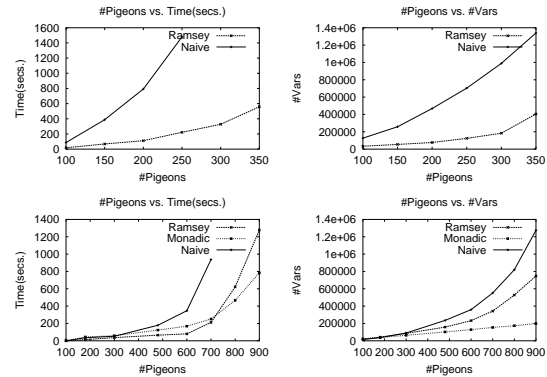 #Pigeons vs. Time(secs.)
Time(secs.)
1600
1400
1200
1000
800
600
400
200
0
Ramsey
Naive
100 150 200 250 300 350
#Pigeons
#Pigeons vs. #Vars
#Vars
1.4e+06
1.2e+06
1e+06
800000
600000
400000
200000
0
Ramsey
Naive
100 150 200 250 300 350
#Pigeons
#Pigeons vs. Time(secs.)
Time(secs.)
1400
1200
1000
800
600
400
200
0
Ramsey
Monadic
Naive
100 200 300 400 500 600 700 800 900
#Pigeons
#Pigeons vs. #Vars
#Vars
1.4e+06
1.2e+06
1e+06
800000
600000
400000
200000
0
Ramsey
Monadic
Naive
100 200 300 400 500 600 700 800 900
#Pigeons